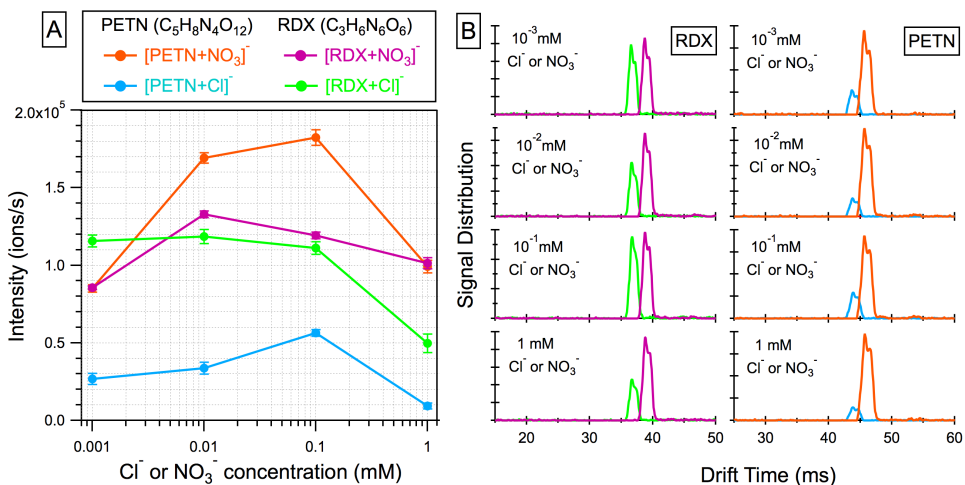 A
PETN (C₅H₈N₄O₁₂) RDX (C₃H₆N₆O₆)
[PETN+NO₃]⁻ [RDX+NO₃]⁻
[PETN+Cl]⁻ [RDX+Cl]⁻
2.0x10⁵
1.5
1.0
0.5
0.0
Intensity (ions/s)
0.001 0.01 0.1 1
Cl⁻ or NO₃⁻ concentration (mM)
B
Signal Distribution
RDX
10⁻³mM
Cl⁻ or NO₃⁻
10⁻²mM
Cl⁻ or NO₃⁻
10⁻¹mM
Cl⁻ or NO₃⁻
1 mM
Cl⁻ or NO₃⁻
20 30 40 50
PETN
10⁻³mM
Cl⁻ or NO₃⁻
10⁻²mM
Cl⁻ or NO₃⁻
10⁻¹mM
Cl⁻ or NO₃⁻
1 mM
Cl⁻ or NO₃⁻
30 40 50 60
Drift Time (ms)